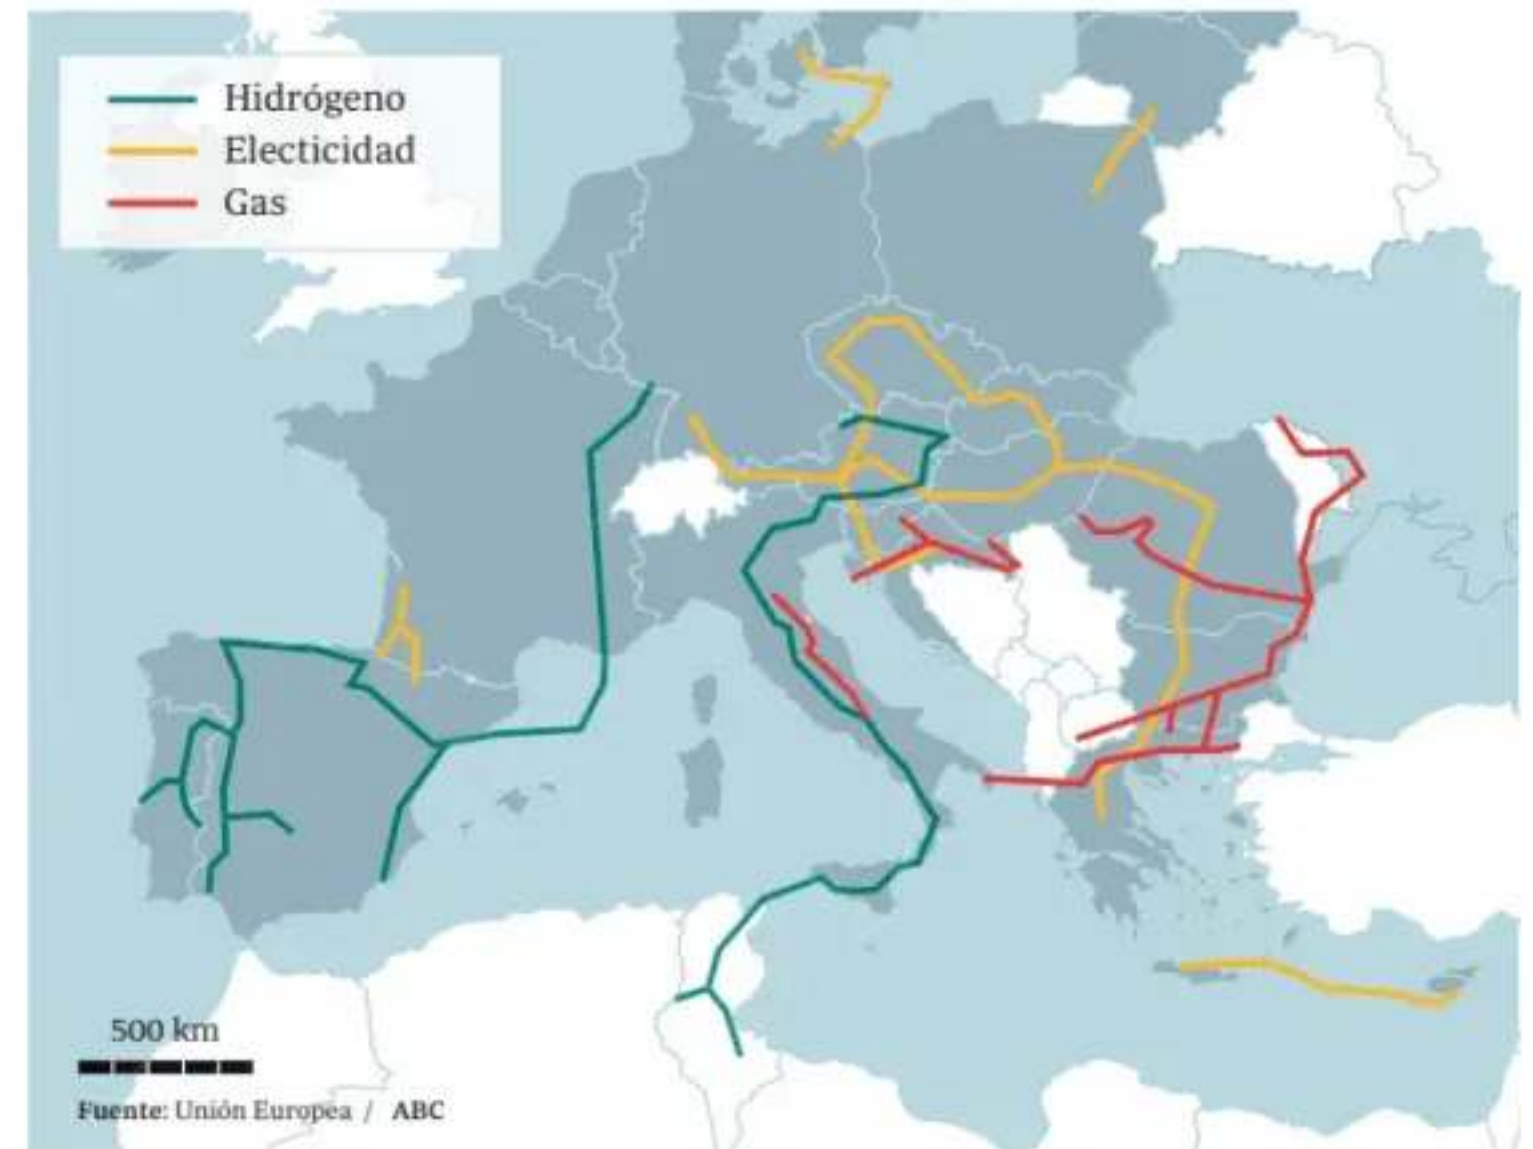 Hidrógeno
Electicidad
Gas
500 km
Fuente: Unión Europea / ABC